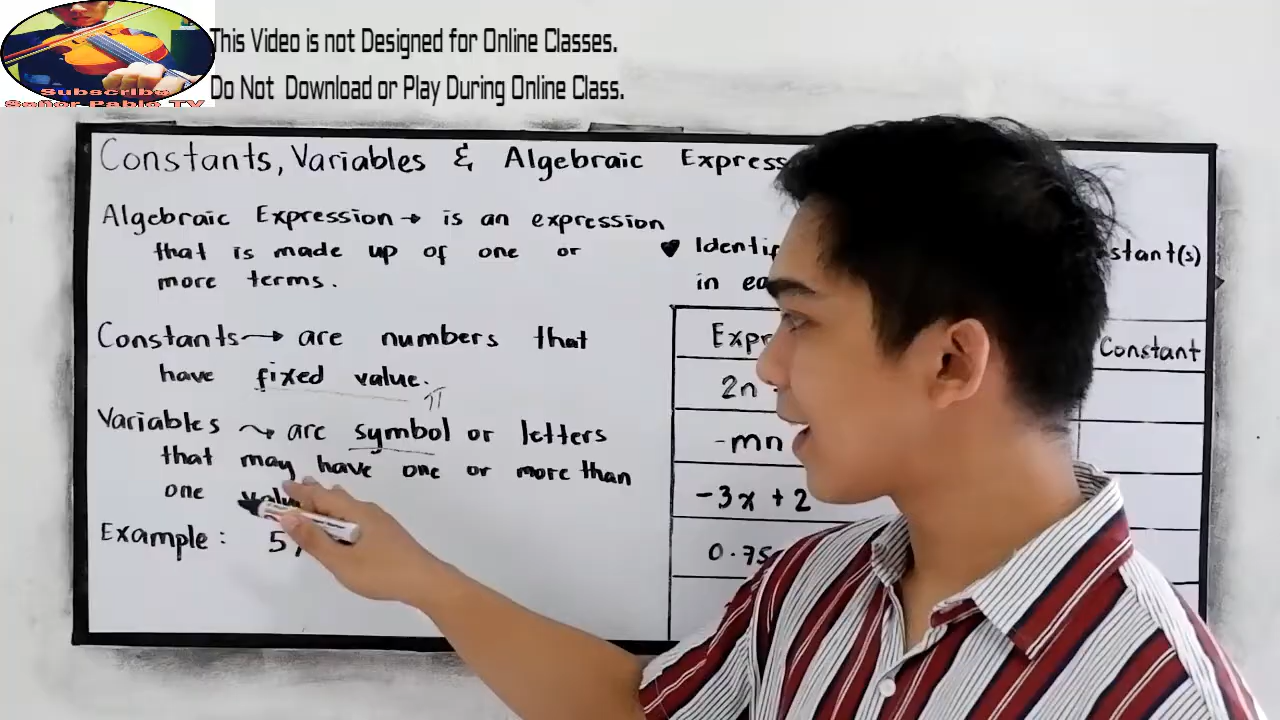 This Video is not Designed for Online Classes.
Do Not Download or Play During Online Class.
Subscribe
Señor Pablo TV
Constants, Variables & Algebraic Express
Algebraic Expression → is an expression
that is made up of one or
more terms.
Constants → are numbers that
have fixed value.
π
Variables → are symbol or letters
that may have one or more than
one
Example: 5
♥ Identif
stant(s)
in ea
Expr
Constant
2n
-mn
-3x + 2
0.75